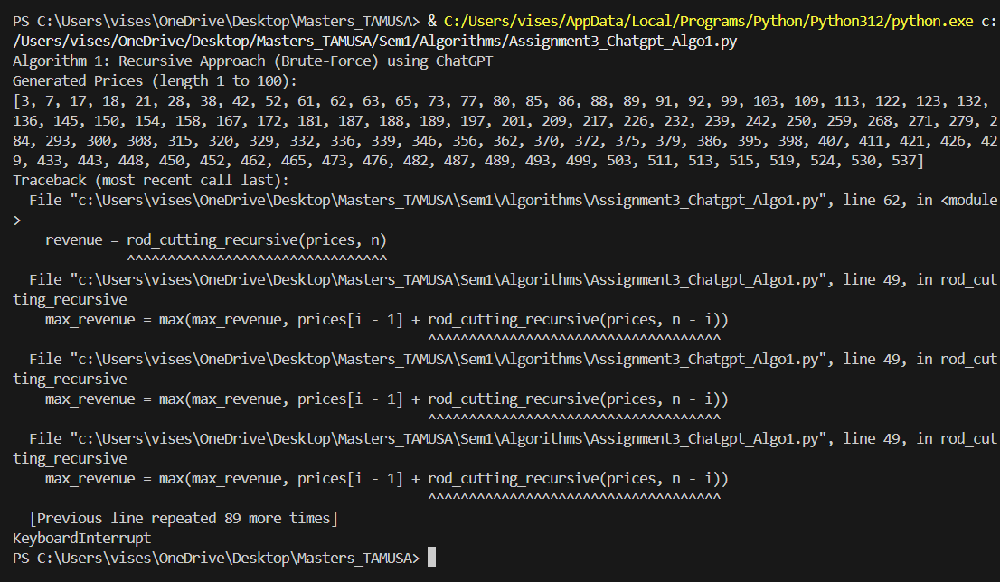 PS C:\Users\vises\OneDrive\Desktop\Masters_TAMUSA> & C:/Users/vises/AppData/Local/Programs/Python/Python312/python.exe c:
/Users/vises/OneDrive/Desktop/Masters_TAMUSA/Sem1/Algorithms/Assignment3_Chatgpt_Algo1.py
Algorithm 1: Recursive Approach (Brute-Force) using ChatGPT
Generated Prices (length 1 to 100):
[3, 7, 17, 18, 21, 28, 38, 42, 52, 61, 62, 63, 65, 73, 77, 80, 85, 86, 88, 89, 91, 92, 99, 103, 109, 113, 122, 123, 132,
136, 145, 150, 154, 158, 167, 172, 181, 187, 188, 189, 197, 201, 209, 217, 226, 232, 239, 242, 250, 259, 268, 271, 279, 2
84, 293, 300, 308, 315, 320, 329, 332, 336, 339, 346, 356, 362, 370, 372, 375, 379, 386, 395, 398, 407, 411, 421, 426, 42
9, 433, 443, 448, 450, 452, 462, 465, 473, 476, 482, 487, 489, 493, 499, 503, 511, 513, 515, 519, 524, 530, 537]
Traceback (most recent call last):
  File "c:\Users\vises\OneDrive\Desktop\Masters_TAMUSA\Sem1\Algorithms\Assignment3_Chatgpt_Algo1.py", line 62, in <module
>
    revenue = rod_cutting_recursive(prices, n)
              ^^^^^^^^^^^^^^^^^^^^^^^^^^^^^^^^
  File "c:\Users\vises\OneDrive\Desktop\Masters_TAMUSA\Sem1\Algorithms\Assignment3_Chatgpt_Algo1.py", line 49, in rod_cut
ting_recursive
    max_revenue = max(max_revenue, prices[i - 1] + rod_cutting_recursive(prices, n - i))
                                                   ^^^^^^^^^^^^^^^^^^^^^^^^^^^^^^^^^^^^
  File "c:\Users\vises\OneDrive\Desktop\Masters_TAMUSA\Sem1\Algorithms\Assignment3_Chatgpt_Algo1.py", line 49, in rod_cut
ting_recursive
    max_revenue = max(max_revenue, prices[i - 1] + rod_cutting_recursive(prices, n - i))
                                                   ^^^^^^^^^^^^^^^^^^^^^^^^^^^^^^^^^^^^
  File "c:\Users\vises\OneDrive\Desktop\Masters_TAMUSA\Sem1\Algorithms\Assignment3_Chatgpt_Algo1.py", line 49, in rod_cut
ting_recursive
    max_revenue = max(max_revenue, prices[i - 1] + rod_cutting_recursive(prices, n - i))
                                                   ^^^^^^^^^^^^^^^^^^^^^^^^^^^^^^^^^^^^
  [Previous line repeated 89 more times]
KeyboardInterrupt
PS C:\Users\vises\OneDrive\Desktop\Masters_TAMUSA>